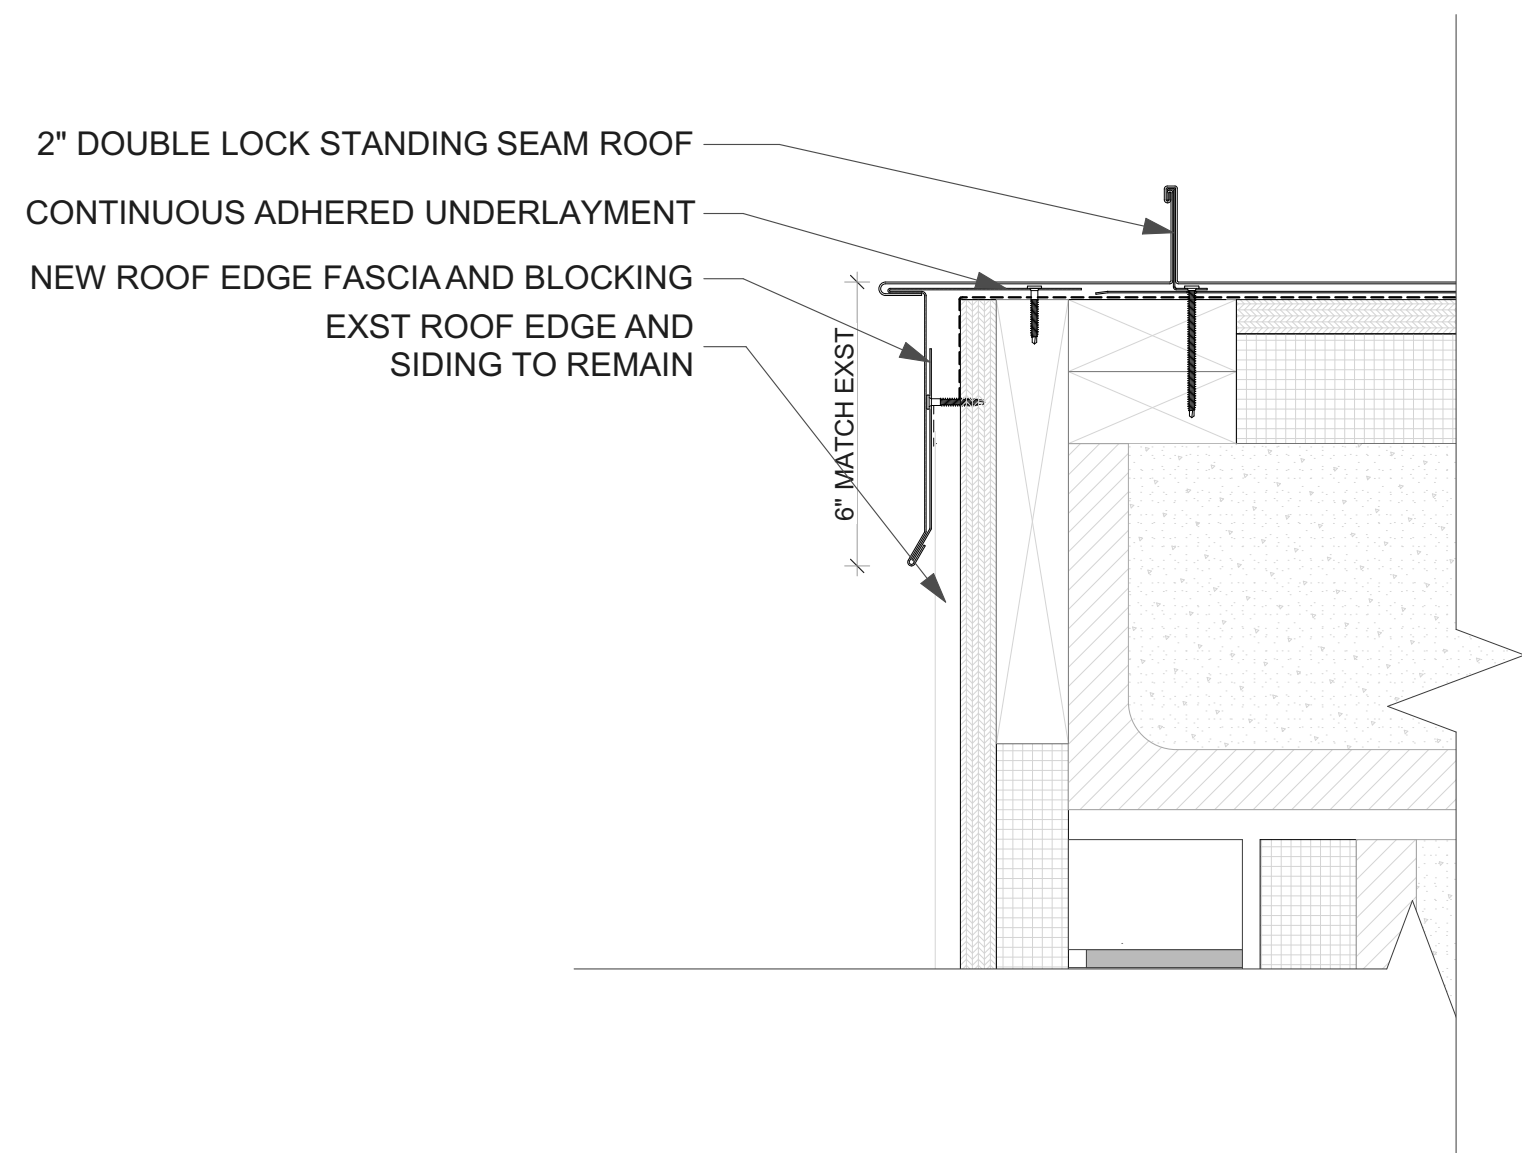 2" DOUBLE LOCK STANDING SEAM ROOF
CONTINUOUS ADHERED UNDERLAYMENT
NEW ROOF EDGE FASCIA AND BLOCKING
EXST ROOF EDGE AND
SIDING TO REMAIN
6" MATCH EXST